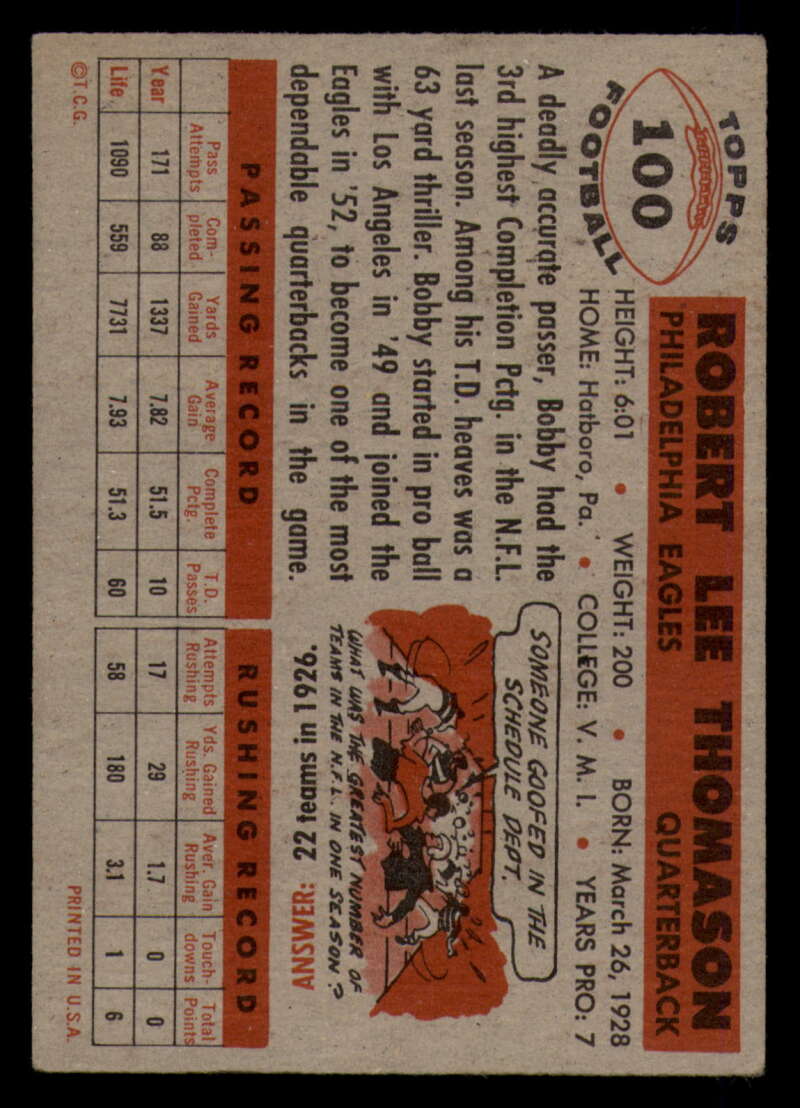 TOPPS
100
FOOTBALL
ROBERT LEE THOMASON
PHILADELPHIA EAGLES QUARTERBACK
HEIGHT: 6:01 • WEIGHT: 200 • BORN: March 26, 1928
HOME: Hatboro, Pa. • COLLEGE: V. M. I. • YEARS PRO: 7
A deadly accurate passer, Bobby had the
3rd highest Completion Pctg. in the N.F.L.
last season. Among his T.D. heaves was a
63 yard thriller. Bobby started in pro ball
with Los Angeles in '49 and joined the
Eagles in '52, to become one of the most
dependable quarterbacks in the game.
SOMEONE GOOFED IN THE
SCHEDULE DEPT.
WHAT WAS THE GREATEST NUMBER OF
TEAMS IN THE N.F.L. IN ONE SEASON?
ANSWER: 22 teams in 1926.
PASSING RECORD RUSHING RECORD
Pass Attempts Com-pleted Yards Gained Average Gain Complete Pctg. T.D. Passes Attempts Rushing Yds. Gained Rushing Aver. Gain Rushing Touch-downs Total Points
Year 171 88 1337 7.82 51.5 10 17 29 1.7 0 0
Life 1090 559 7731 7.93 51.3 60 58 180 3.1 1 6
©T.C.G. PRINTED IN U.S.A.